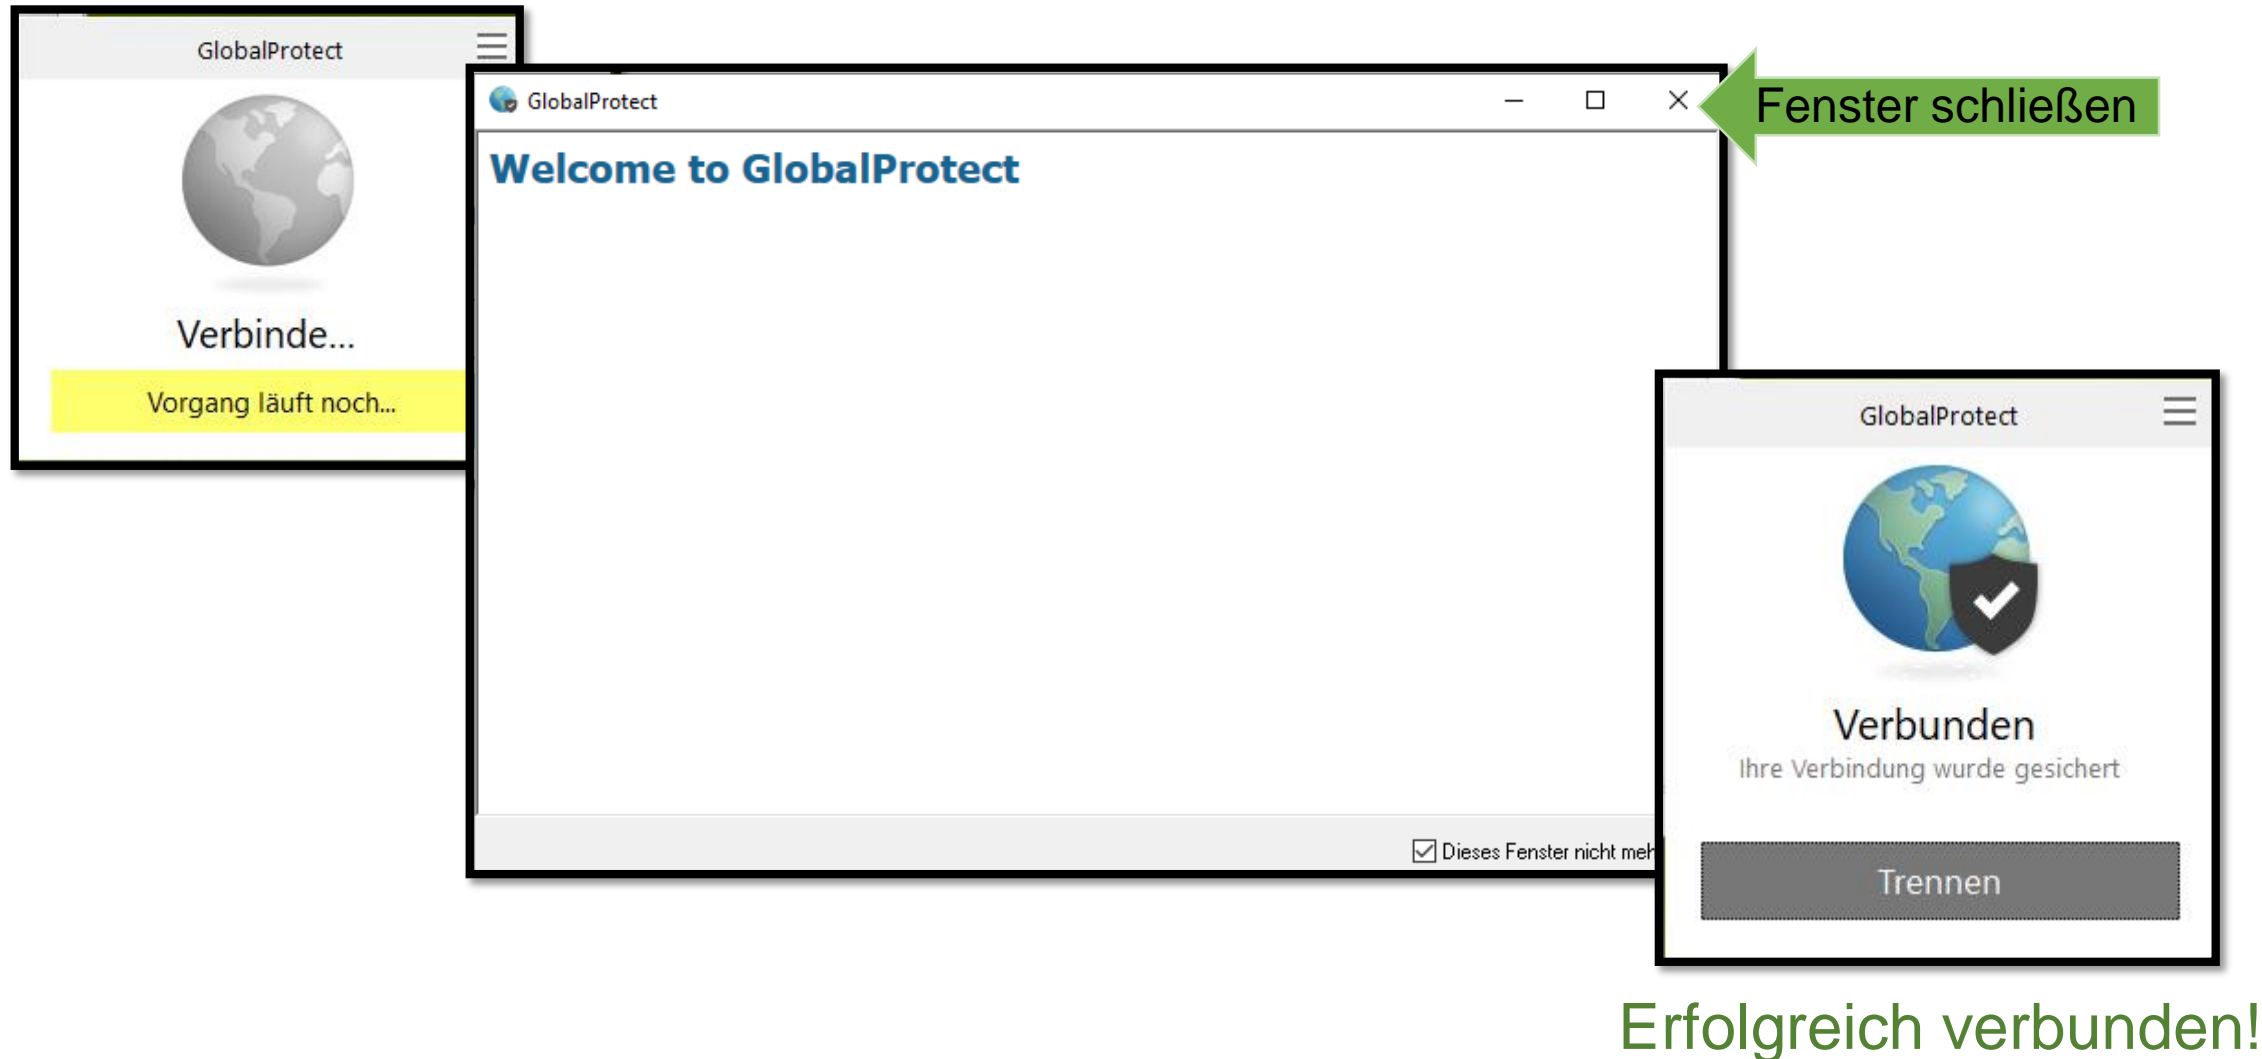 GlobalProtect
Verbinde...
Vorgang läuft noch...
GlobalProtect
Welcome to GlobalProtect
Dieses Fenster nicht
Fenster schließen
GlobalProtect
Verbunden
Ihre Verbindung wurde gesichert
Trennen
Erfolgreich verbunden!